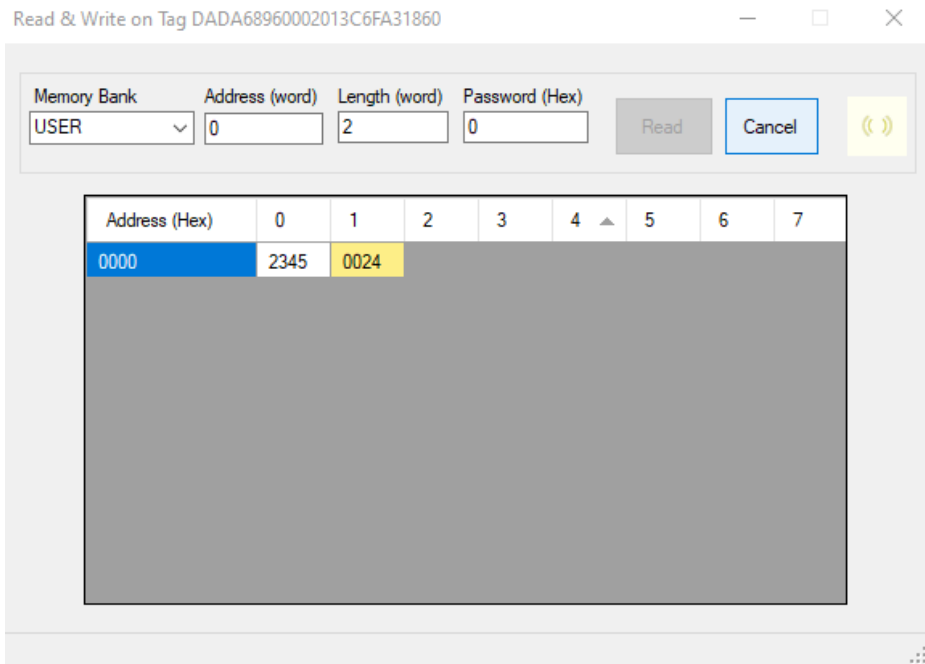 Read & Write on Tag DADA68960002013C6FA31860
Memory Bank Address (word) Length (word) Password (Hex)
USER 0 2 0 Read Cancel
Address (Hex) 0 1 2 3 4 5 6 7
0000 2345 0024